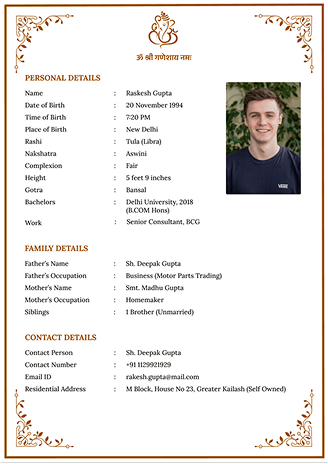 ॐ श्री गणेशाय नमः
PERSONAL DETAILS
Name : Raskesh Gupta
Date of Birth : 20 November 1994
Time of Birth : 7:20 PM
Place of Birth : New Delhi
Rashi : Tula (Libra)
Nakshatra : Aswini
Complexion : Fair
Height : 5 feet 9 inches
Gotra : Bansal
Bachelors : Delhi University, 2018
(B.COM Hons)
Work : Senior Consultant, BCG
VANS
FAMILY DETAILS
Father's Name : Sh. Deepak Gupta
Father's Occupation : Business (Motor Parts Trading)
Mother's Name : Smt. Madhu Gupta
Mother's Occupation : Homemaker
Siblings : 1 Brother (Unmarried)
CONTACT DETAILS
Contact Person : Sh. Deepak Gupta
Contact Number : +91 1129921929
Email ID : rakesh.gupta@mail.com
Residential Address : M Block, House No 23, Greater Kailash (Self Owned)